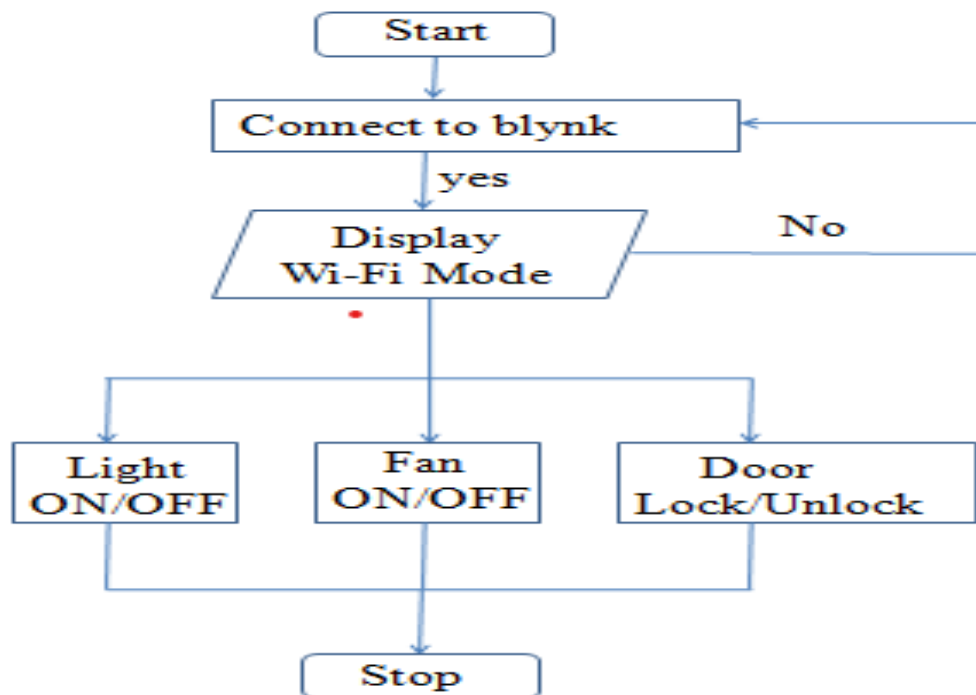 Start
Connect to blynk
yes
Display
Wi-Fi Mode
No
Light
ON/OFF
Fan
ON/OFF
Door
Lock/Unlock
Stop